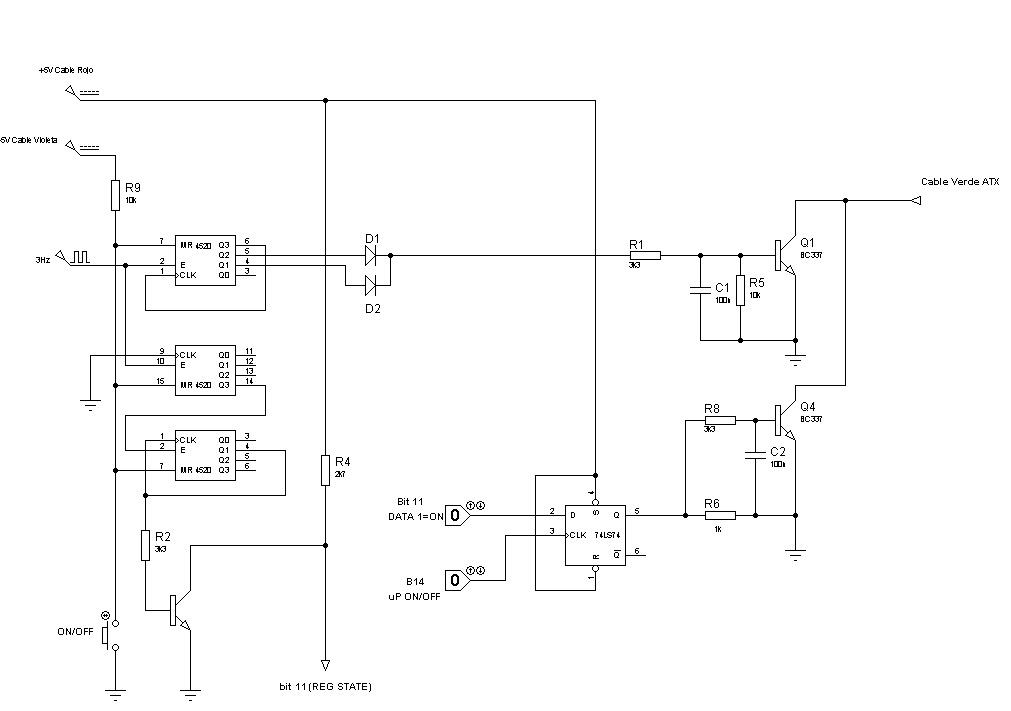 +5V Cable Rojo
+5V Cable Violeta
Cable Verde ATX
R9
10k
3Hz
7 MR 4520 Q3 6
Q2 5
2 E Q1 4
1 CLK Q0 3
D1
D2
R1
3k3
Q1
BC337
C1
100n
R5
10k
9 CLK Q0 11
10 E Q1 12
Q2 13
15 MR 4520 Q3 14
R8
3k3
Q4
BC337
C2
100n
1 CLK Q0 3
2 E Q1 4
Q2 5
7 MR 4520 Q3 6
R4
2k7
R6
1k
Bit 11
DATA 1=ON
0
4
S
2 D Q 5
3 CLK 74LS74
Q 6
R
1
R2
3k3
B14
uP ON/OFF
0
ON/OFF
bit 11(REG STATE)